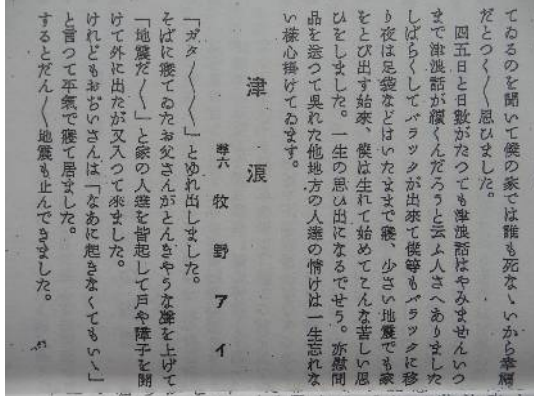 てゐるのを聞いて僕の家では誰も死なゝいから幸福
だとつく／＼思ひました。
四五日と日數がたつても津浪話はやみませんいつ
まで津浪話が續くんだろうと云ふ人さへありました
しばらくしてバラックが出來て僕等もバラックに移
り夜は足袋などはいたまゝで寢、少さい地震でも家
をとび出す始末、僕は生れて始めてこんな苦しい思
ひをしました。一生の思ひ出になるでせう。亦慰問
品を送つて呉れた他地方の人達の情けは一生忘れな
い樣心掛けてゐます。
津浪
尋六 牧野アイ
「ガタ／＼／＼」とゆれ出しました。
そばに寢てゐたお父さんがとんきやうな聲を上げて
「地震だ／＼」と家の人達を皆起して戸や障子を開
けて外に出たが又入つて來ました。
けれどもおぢいさんは「なあに起きなくてもいゝ」
と言つて平氣で寢て居ました。
するとだん／＼地震も止んできました。